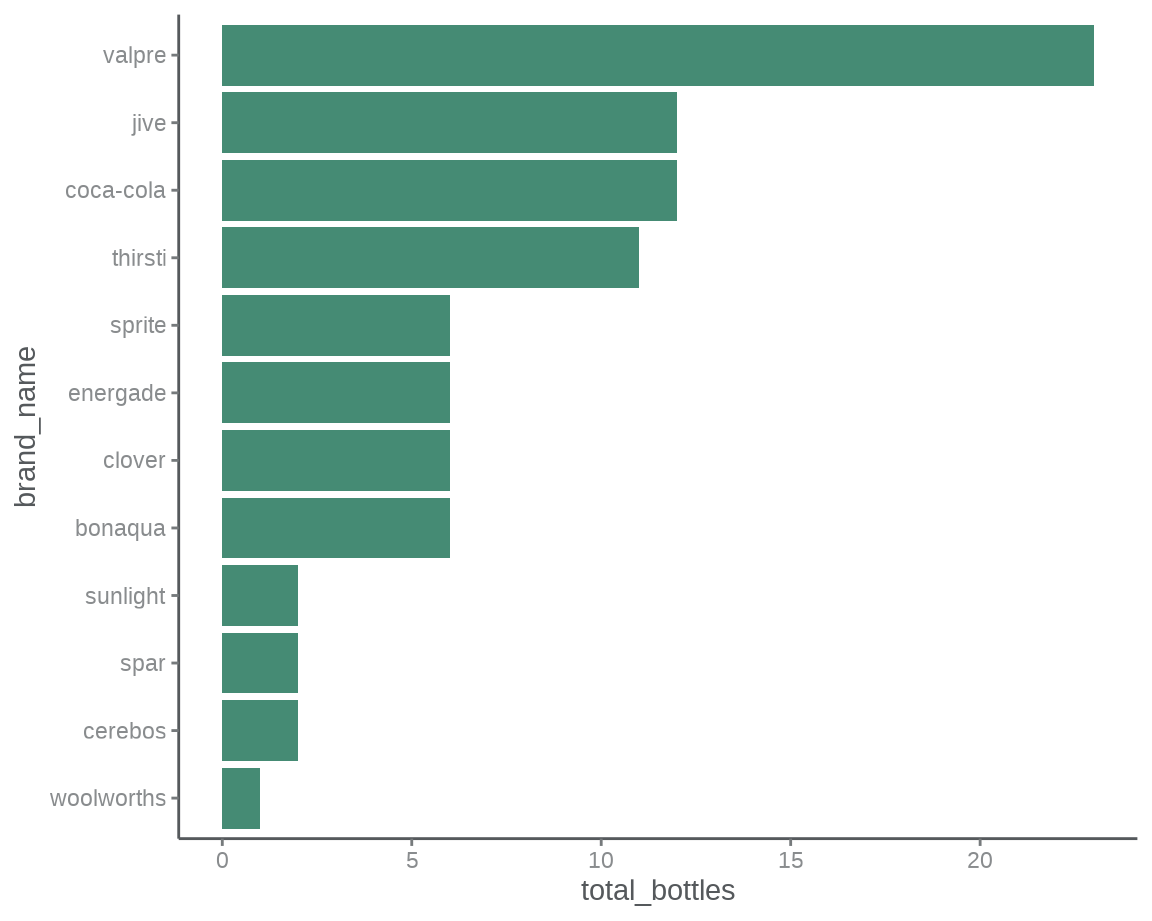 valpre
jive
coca-cola
thirsti
sprite
energade
clover
bonaqua
sunlight
spar
cerebos
woolworths
brand_name
0 5 10 15 20
total_bottles